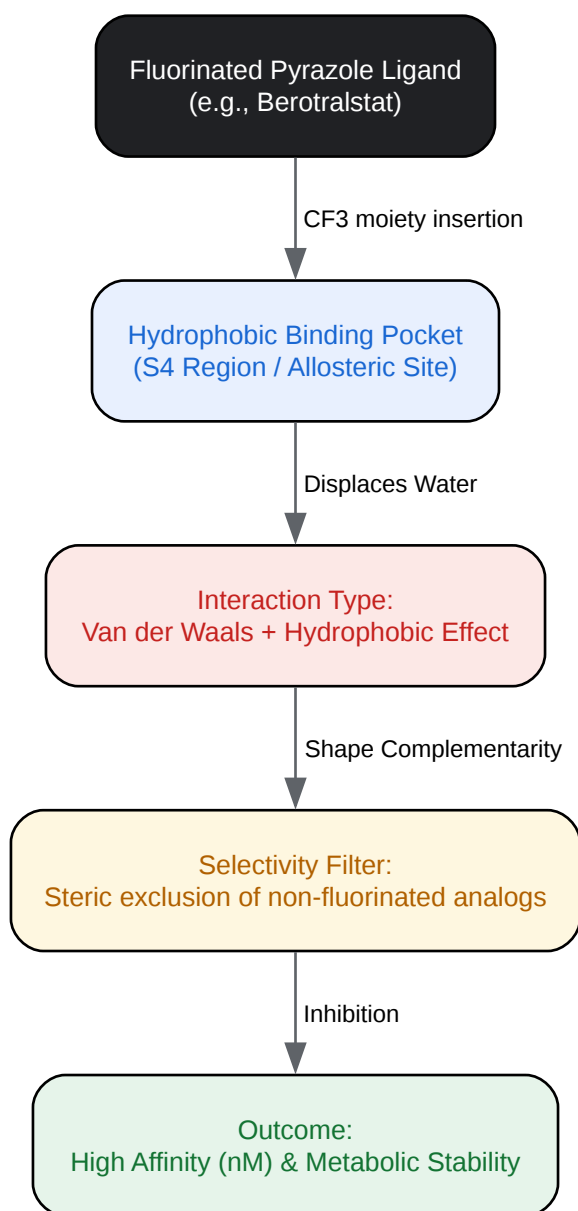 Fluorinated Pyrazole Ligand
(e.g., Berotralstat)
CF3 moiety insertion
Hydrophobic Binding Pocket
(S4 Region / Allosteric Site)
Displaces Water
Interaction Type:
Van der Waals + Hydrophobic Effect
Shape Complementarity
Selectivity Filter:
Steric exclusion of non-fluorinated analogs
Inhibition
Outcome:
High Affinity (nM) & Metabolic Stability